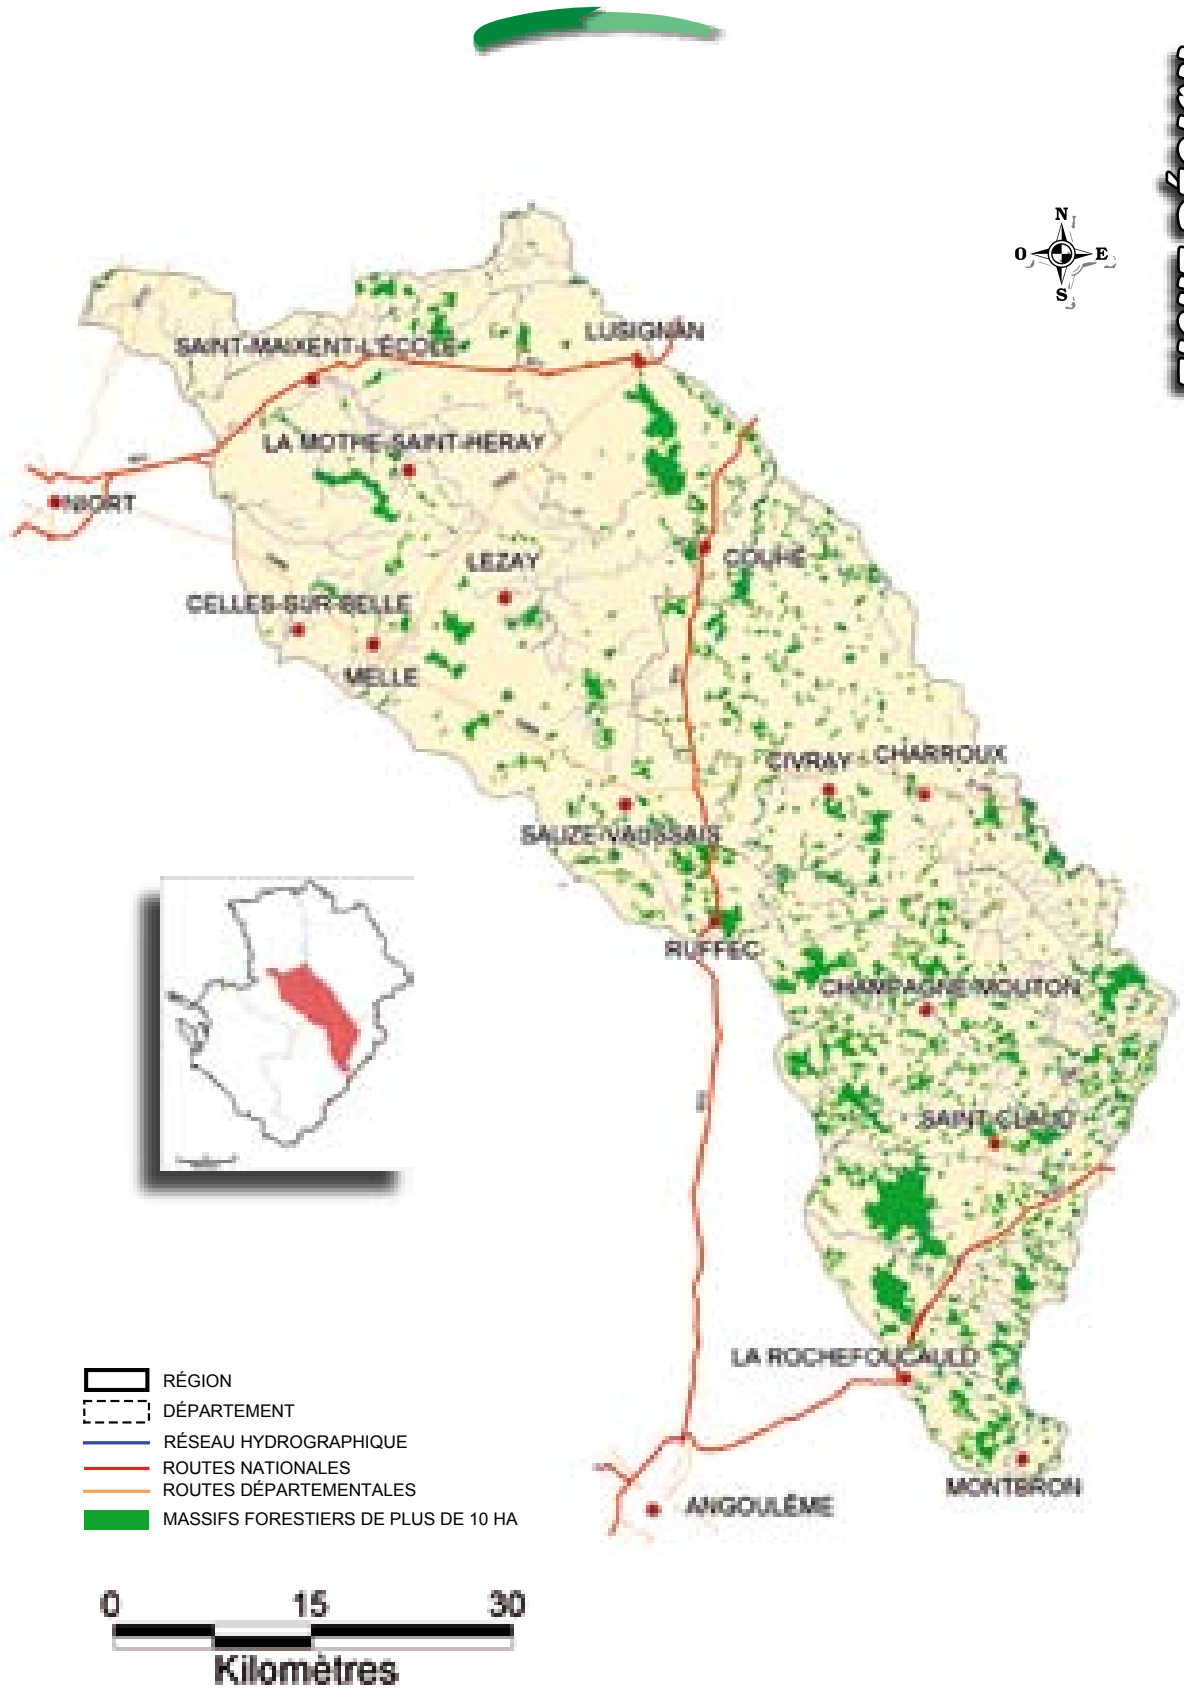 N
O E
S
LUSIGNAN
SAINT-MAIXENT-L'ÉCOLE
LA MOTHE-SAINT-HERAY
NIORT
COUHE
LEZAY
CELLES-SUR-BELLE
MELLE
CIVRAY CHARROUX
SAUZE-VAUSSAIS
RUFFEC
CHAMPAGNE-MOUTON
SAINT-CLAUD
LA ROCHEFOUCAULD
MONTBRON
ANGOULÊME
RÉGION
DÉPARTEMENT
RÉSEAU HYDROGRAPHIQUE
ROUTES NATIONALES
ROUTES DÉPARTEMENTALES
MASSIFS FORESTIERS DE PLUS DE 10 HA
0 15 30
Kilomètres